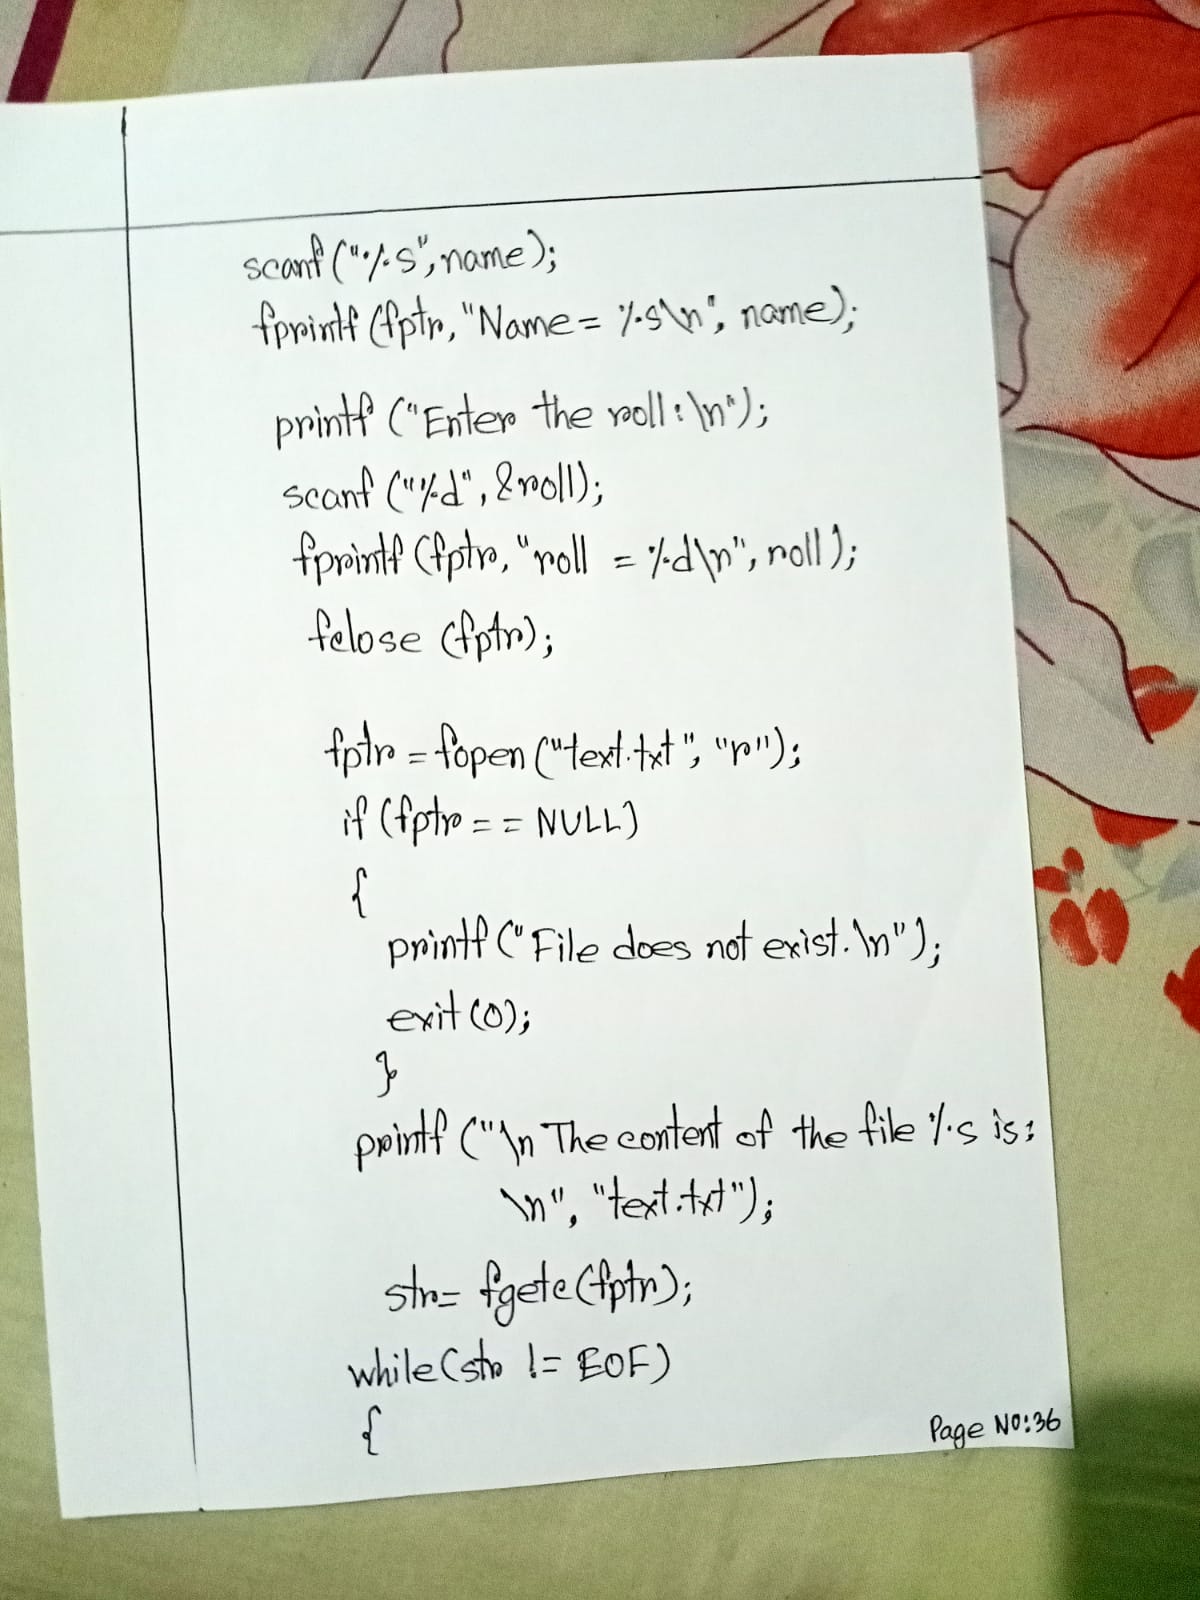 scanf ("%s", name);
fprintf (fptr, "Name = %s\n", name);
printf ("Enter the roll : \n");
scanf ("%d", &roll);
fprintf (fptr, "roll = %d\n", roll);
fclose (fptr);
fptr = fopen ("text.txt", "r");
if (fptr == NULL)
{
printf ("File does not exist. \n");
exit (0);
}
printf ("\n The content of the file %s is :
\n", "text.txt");
str = fgetc (fptr);
while (str != EOF)
{
Page No: 36